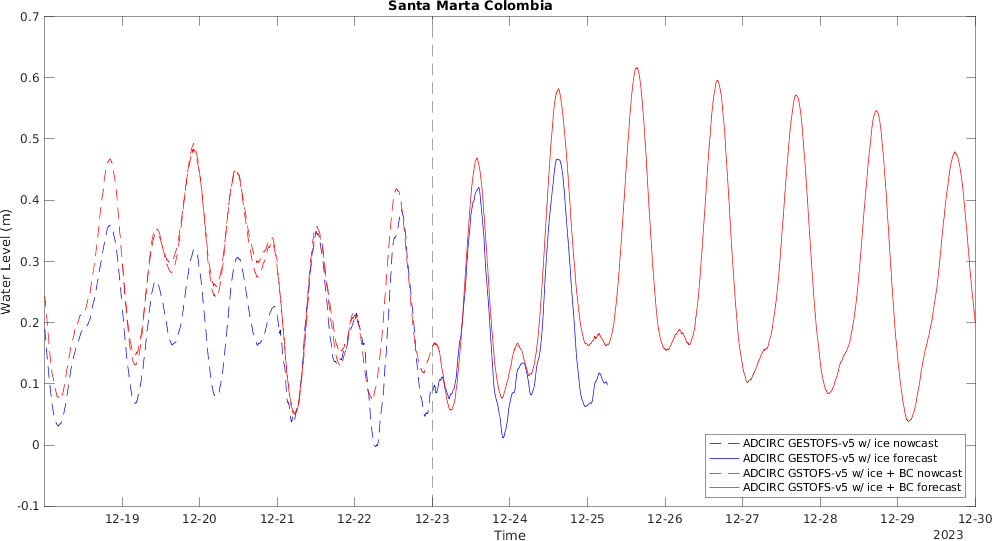 Santa Marta Colombia
0.7
0.6
0.5
0.4
0.3
0.2
0.1
0
-0.1
Water Level (m)
ADCIRC GESTOFS-v5 w/ ice nowcast
ADCIRC GESTOFS-v5 w/ ice forecast
ADCIRC GSTOFS-v5 w/ ice + BC nowcast
ADCIRC GSTOFS-v5 w/ ice + BC forecast
12-19 12-20 12-21 12-22 12-23 12-24 12-25 12-26 12-27 12-28 12-29 12-30
Time
2023